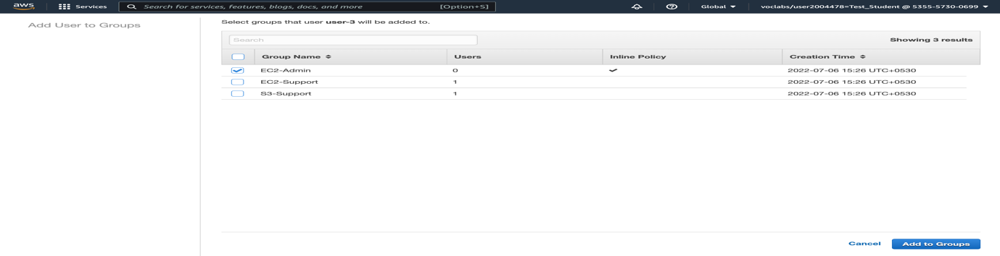 aws Services Search for services, features, blogs, docs, and more [Option+S] Global voclabs/user2004478=Test_Student @ 5355-5730-0699
Add User to Groups
Select groups that user user-3 will be added to.
Search Showing 3 results
Group Name Users Inline Policy Creation Time
EC2-Admin 0 2022-07-06 15:26 UTC+0530
EC2-Support 1 2022-07-06 15:26 UTC+0530
S3-Support 1 2022-07-06 15:26 UTC+0530
Cancel Add to Groups